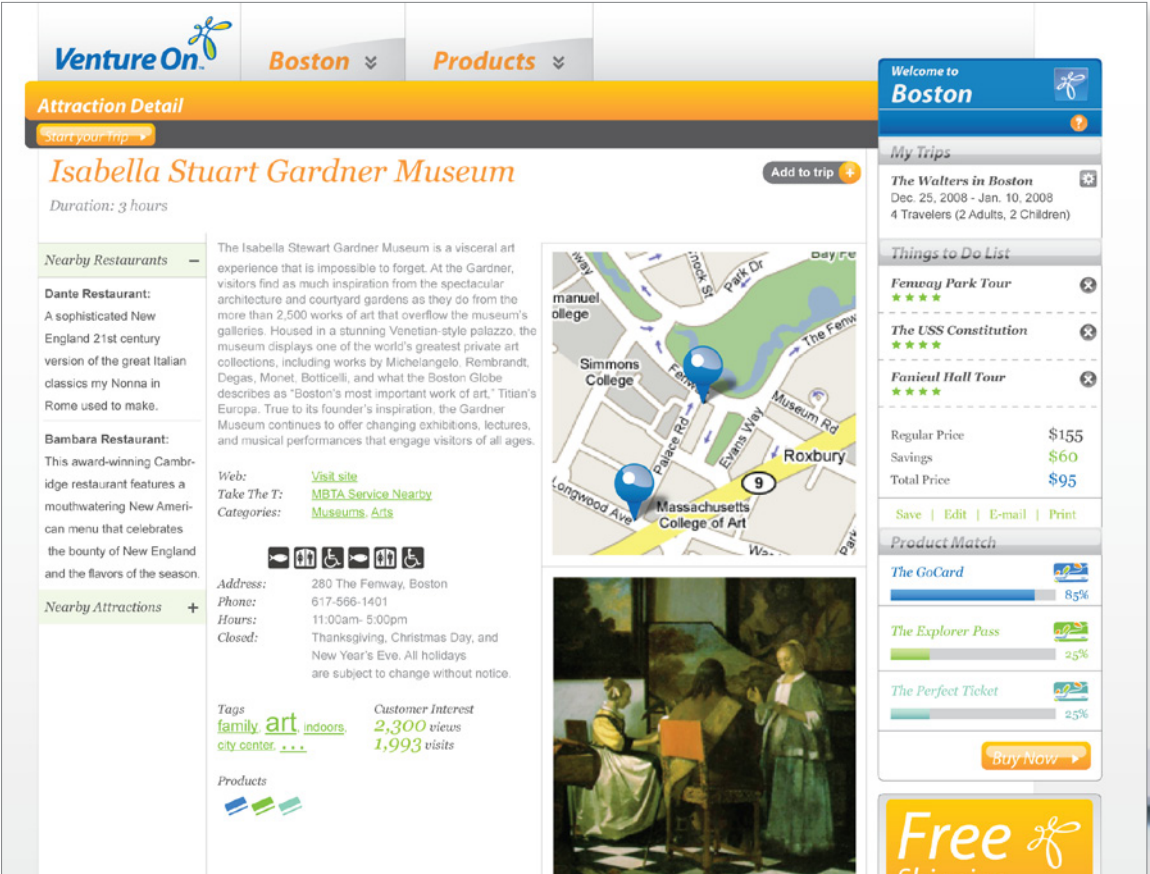 Venture On™
Boston
Products
Attraction Detail
Start your Trip
Isabella Stuart Gardner Museum
Duration: 3 hours
Add to trip
Nearby Restaurants
Dante Restaurant:
A sophisticated New
England 21st century
version of the great Italian
classics my Nonna in
Rome used to make.
Bambara Restaurant:
This award-winning Cambr-
idge restaurant features a
mouthwatering New Ameri-
can menu that celebrates
the bounty of New England
and the flavors of the season.
Nearby Attractions
The Isabella Stewart Gardner Museum is a visceral art
experience that is impossible to forget. At the Gardner,
visitors find as much inspiration from the spectacular
architecture and courtyard gardens as they do from the
more than 2,500 works of art that overflow the museum's
galleries. Housed in a stunning Venetian-style palazzo, the
museum displays one of the world's greatest private art
collections, including works by Michelangelo, Rembrandt,
Degas, Monet, Botticelli, and what the Boston Globe
describes as "Boston's most important work of art," Titian's
Europa. True to its founder's inspiration, the Gardner
Museum continues to offer changing exhibitions, lectures,
and musical performances that engage visitors of all ages.
Web: Visit site
Take The T: MBTA Service Nearby
Categories: Museums, Arts
Address: 280 The Fenway, Boston
Phone: 617-566-1401
Hours: 11:00am- 5:00pm
Closed: Thanksgiving, Christmas Day, and
New Year's Eve. All holidays
are subject to change without notice.
Tags
family, art, indoors,
city center, ...
Customer Interest
2,300 views
1,993 visits
Products
Park Dr
The Fenw
manuel
ollege
Simmons
College
Fenw
Museum Rd
Palace Rd
Evans Way
Roxbury
9
Longwood Ave
Massachusetts
College of Art
Park
Welcome to
Boston
?
My Trips
The Walters in Boston
Dec. 25, 2008 - Jan. 10, 2008
4 Travelers (2 Adults, 2 Children)
Things to Do List
Fenway Park Tour
The USS Constitution
Fanieul Hall Tour
Regular Price $155
Savings $60
Total Price $95
Save | Edit | E-mail | Print
Product Match
The GoCard
85%
The Explorer Pass
25%
The Perfect Ticket
25%
Buy Now
Free